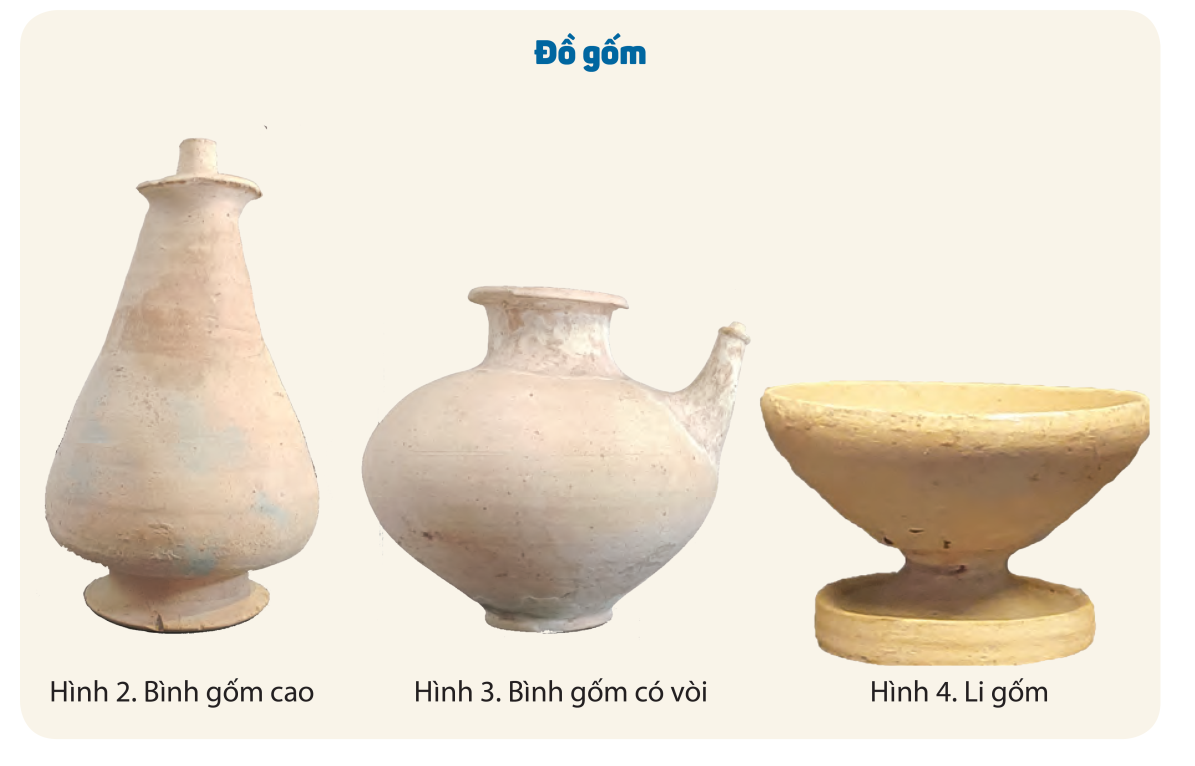 Đồ gốm
Hình 2. Bình gốm cao
Hình 3. Bình gốm có vòi
Hình 4. Li gốm